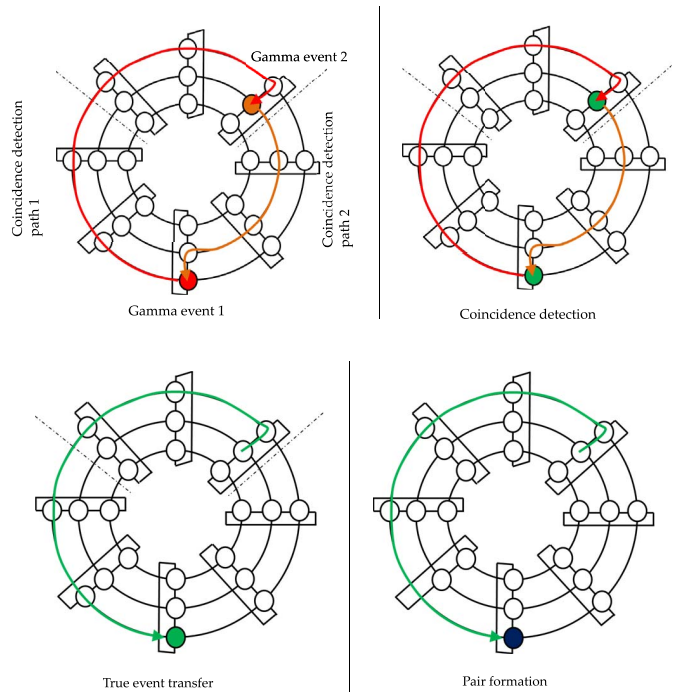 Gamma event 2
Coincidence detection
path 1
Coincidence detection
path 2
Gamma event 1
Coincidence detection
True event transfer
Pair formation